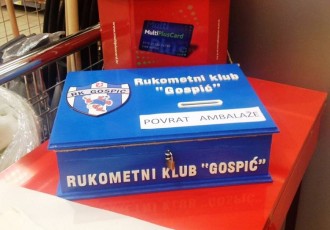 MultiPlusCard
Rukometni klub
"Gospić"
RK GOSPIĆ
POVRAT AMBALAŽE
RUKOMETNI KLUB "GOSPIĆ"